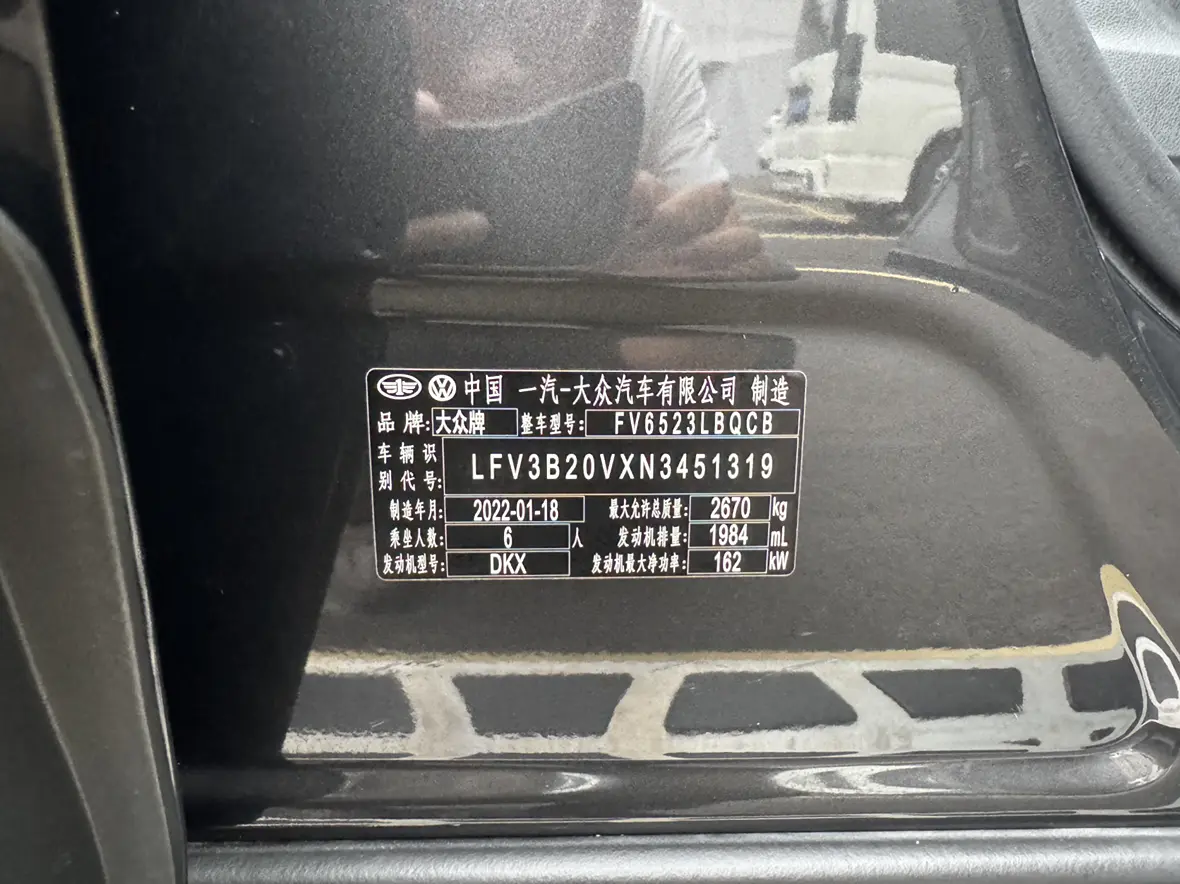 中国 一汽-大众汽车有限公司 制造
品牌: 大众牌 整车型号: FV6523LBQCB
车辆识别代号: LFV3B20VXN3451319
制造年月: 2022-01-18 最大允许总质量: 2670 kg
乘坐人数: 6 人 发动机排量: 1984 mL
发动机型号: DKX 发动机最大净功率: 162 kW